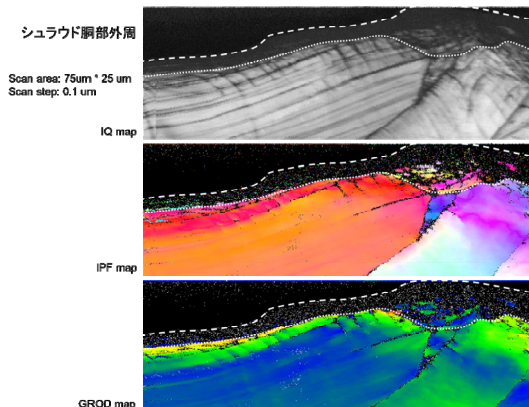 シュラウド胴部外周
Scan area: 75um * 25 um
Scan step: 0.1 um
IQ map
IPF map
GROD map